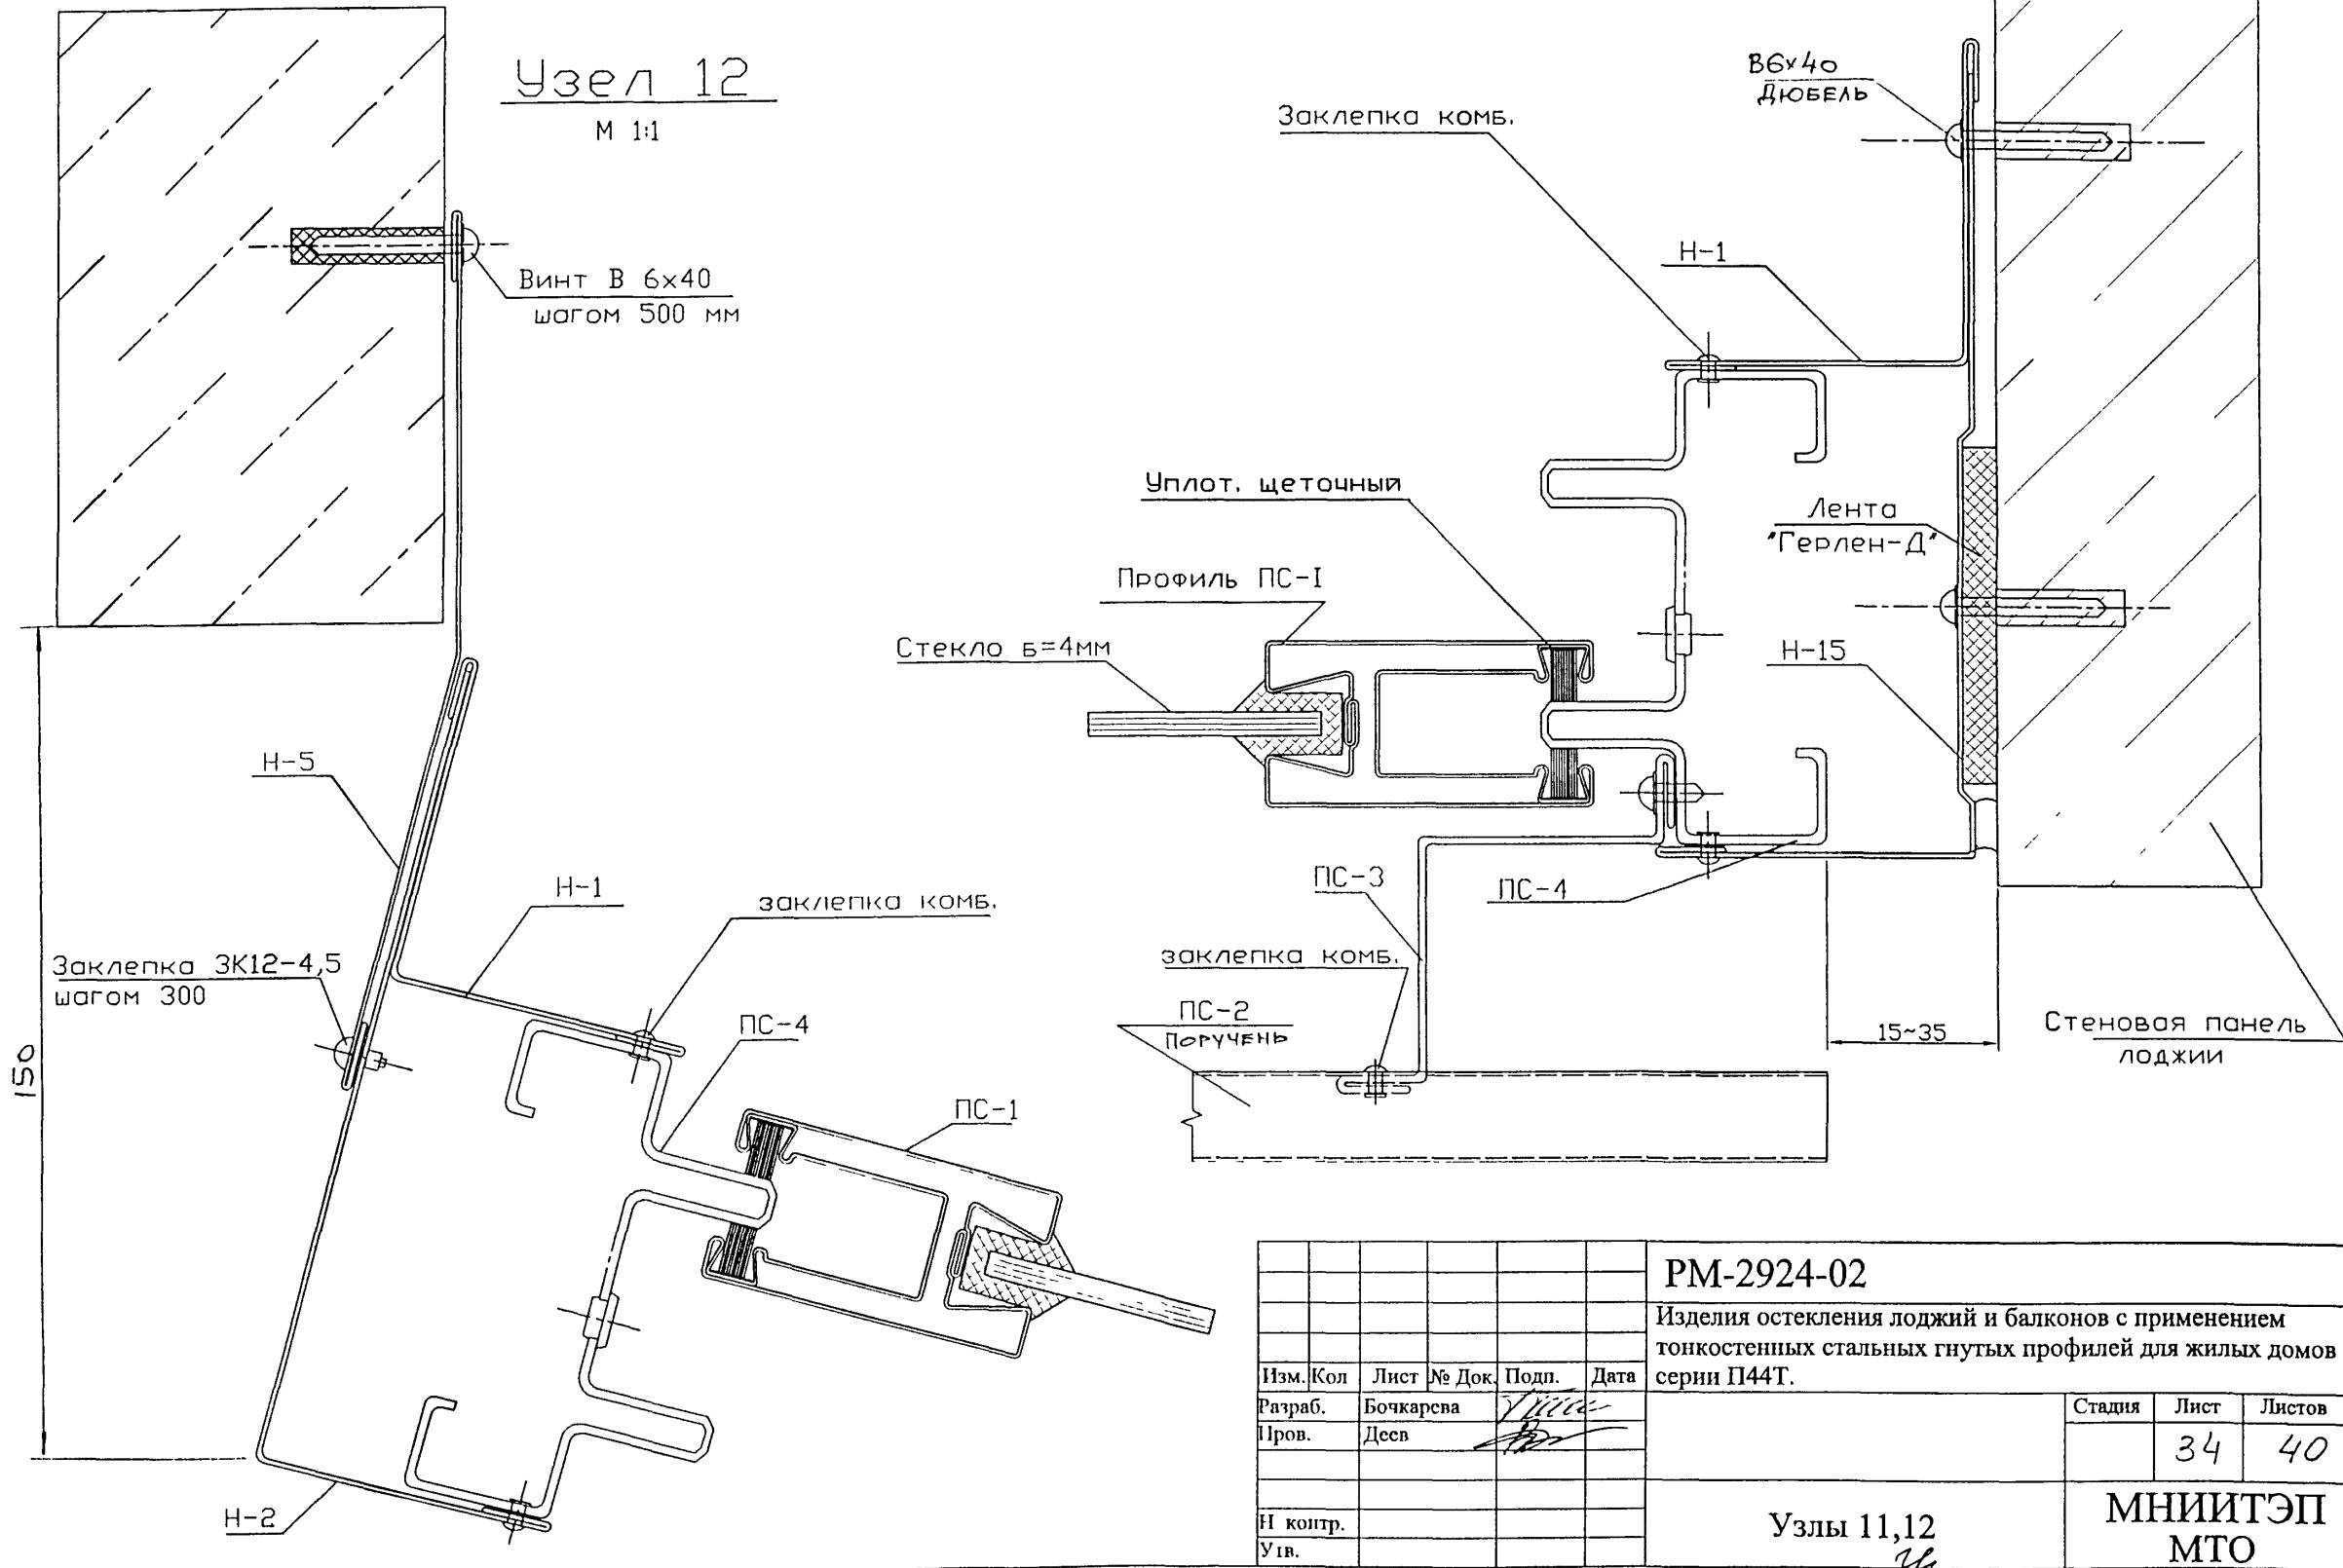 Узел 12
М 1:1
Винт В 6х40
шагом 500 мм
Н-5
Н-1
заклепка комб.
Заклепка ЗК12-4,5
шагом 300
ПС-4
ПС-1
150
Н-2
В6х40
Дюбель
Заклепка комб.
Н-1
Уплот. щеточный
Лента
"Герлен-Д"
Профиль ПС-I
Стекло б=4мм
Н-15
ПС-3
ПС-4
заклепка комб.
ПС-2
Поручень
15~35
Стеновая панель
лоджии
РМ-2924-02
Изделия остекления лоджий и балконов с применением
тонкостенных стальных гнутых профилей для жилых домов
серии П44Т.
Изм. Кол Лист № Док. Подп. Дата
Разраб. Бочкарева
Пров. Деев
Стадия Лист Листов
34 40
Н контр.
Утв.
Узлы 11,12
МНИИТЭП
МТО